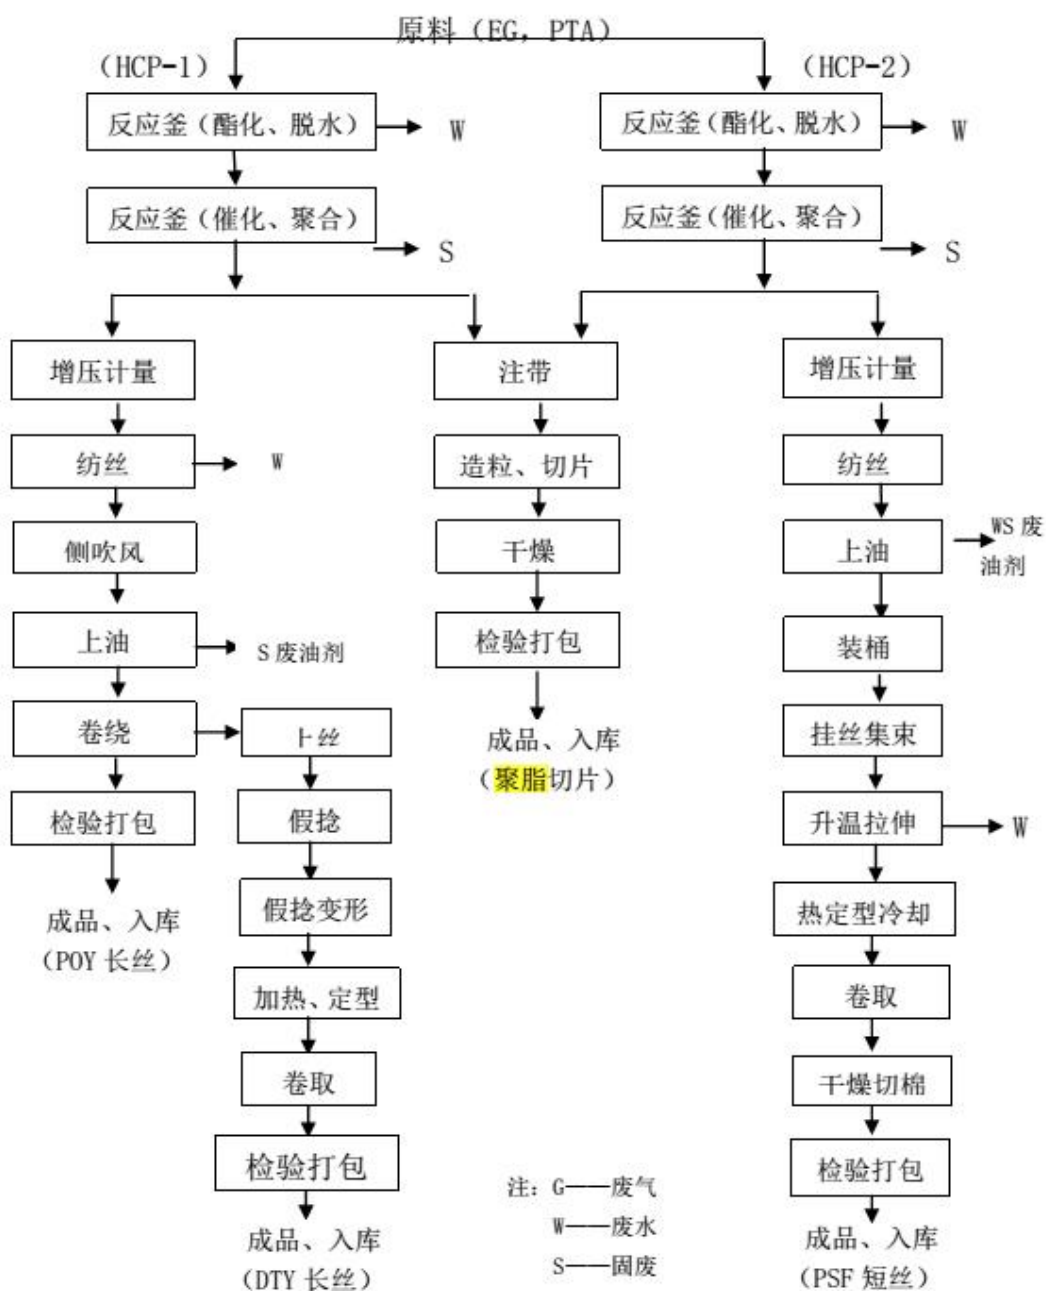 原料（EG，PTA）
（HCP-1）
（HCP-2）
反应釜（酯化、脱水）
W
反应釜（酯化、脱水）
W
反应釜（催化、聚合）
S
反应釜（催化、聚合）
S
增压计量
注带
增压计量
纺丝
W
造粒、切片
纺丝
侧吹风
干燥
上油
WS 废
油剂
上油
S 废油剂
检验打包
装桶
卷绕
上丝
成品、入库
（聚脂切片）
挂丝集束
检验打包
假捻
升温拉伸
W
成品、入库
（POY 长丝）
假捻变形
热定型冷却
加热、定型
卷取
卷取
干燥切棉
检验打包
检验打包
成品、入库
（DTY 长丝）
注：G——废气
W——废水
S——固废
成品、入库
（PSF 短丝）